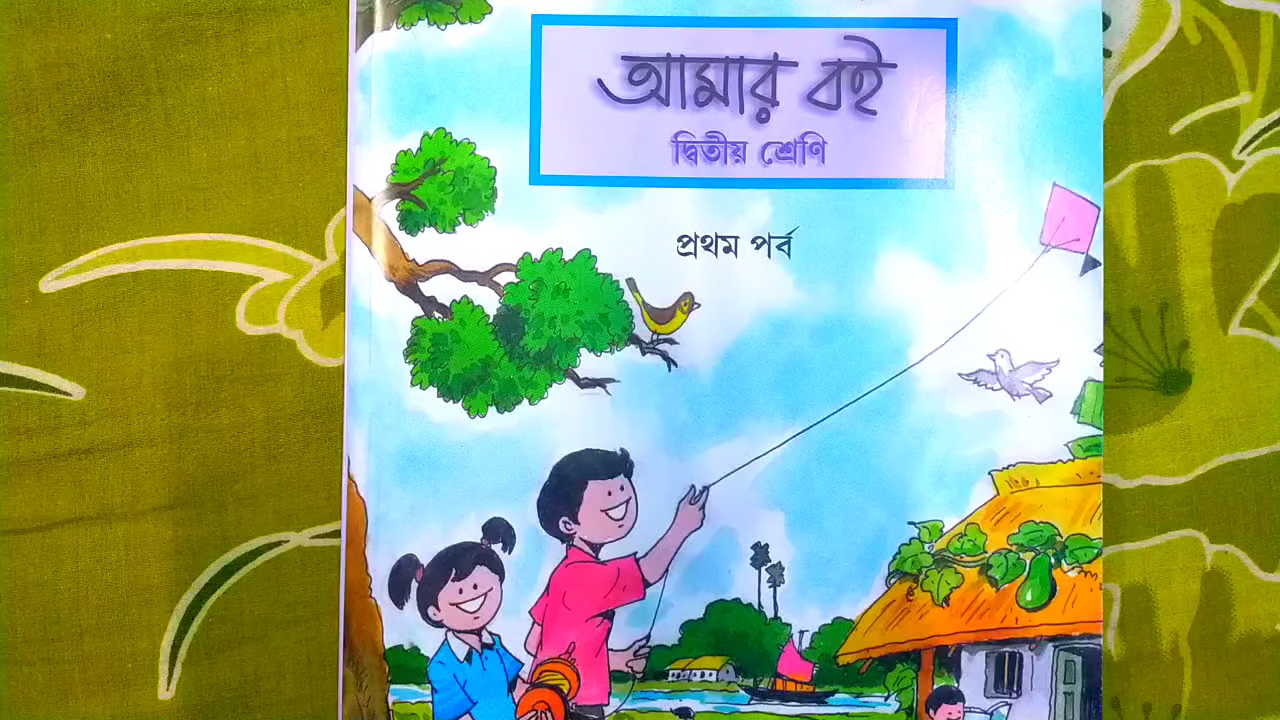 আমার বই
দ্বিতীয় শ্রেণি
প্রথম পর্ব